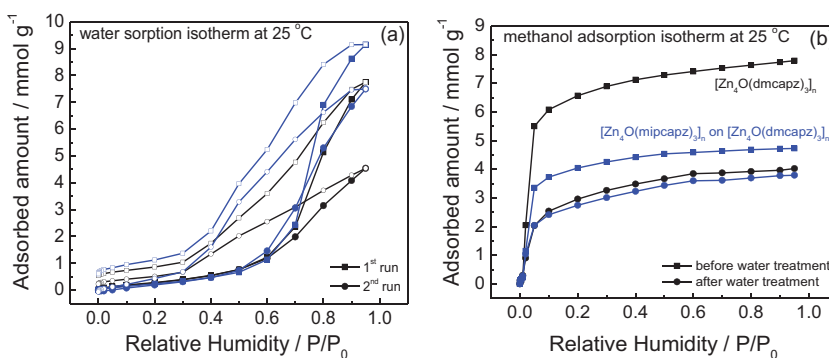 water sorption isotherm at 25 °C
(a)
10
9
8
7
6
5
4
3
2
1
0
Adsorbed amount / mmol g⁻¹
1st run
2nd run
0.0 0.2 0.4 0.6 0.8 1.0
Relative Humidity / P/P₀
methanol adsorption isotherm at 25 °C
(b)
9
8
7
6
5
4
3
2
1
0
Adsorbed amount / mmol g⁻¹
[Zn₄O(dmcapz)₃]ₙ
[Zn₄O(mipcapz)₃]ₙ on [Zn₄O(dmcapz)₃]ₙ
before water treatment
after water treatment
0.0 0.2 0.4 0.6 0.8 1.0
Relative Humidity / P/P₀